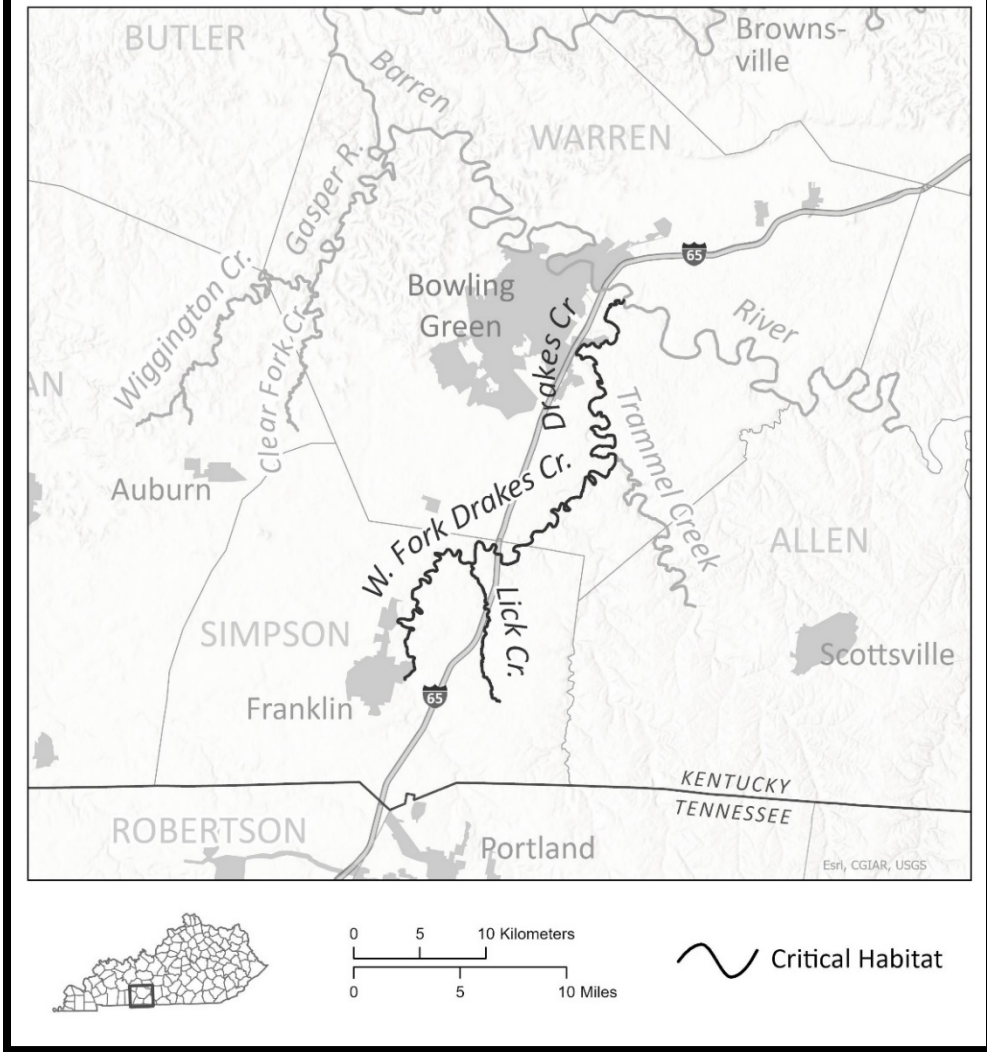 BUTLER
Barren
Browns-
ville
WARREN
Gasper R.
Wiggington Cr.
Clear Fork Cr.
65
Bowling
Green
Drakes Cr
River
AN
Auburn
Trammel Creek
W. Fork Drakes Cr.
ALLEN
Lick Cr.
SIMPSON
Scottsville
Franklin
65
KENTUCKY
TENNESSEE
ROBERTSON
Portland
Esri, CGIAR, USGS
0 5 10 Kilometers
0 5 10 Miles
Critical Habitat